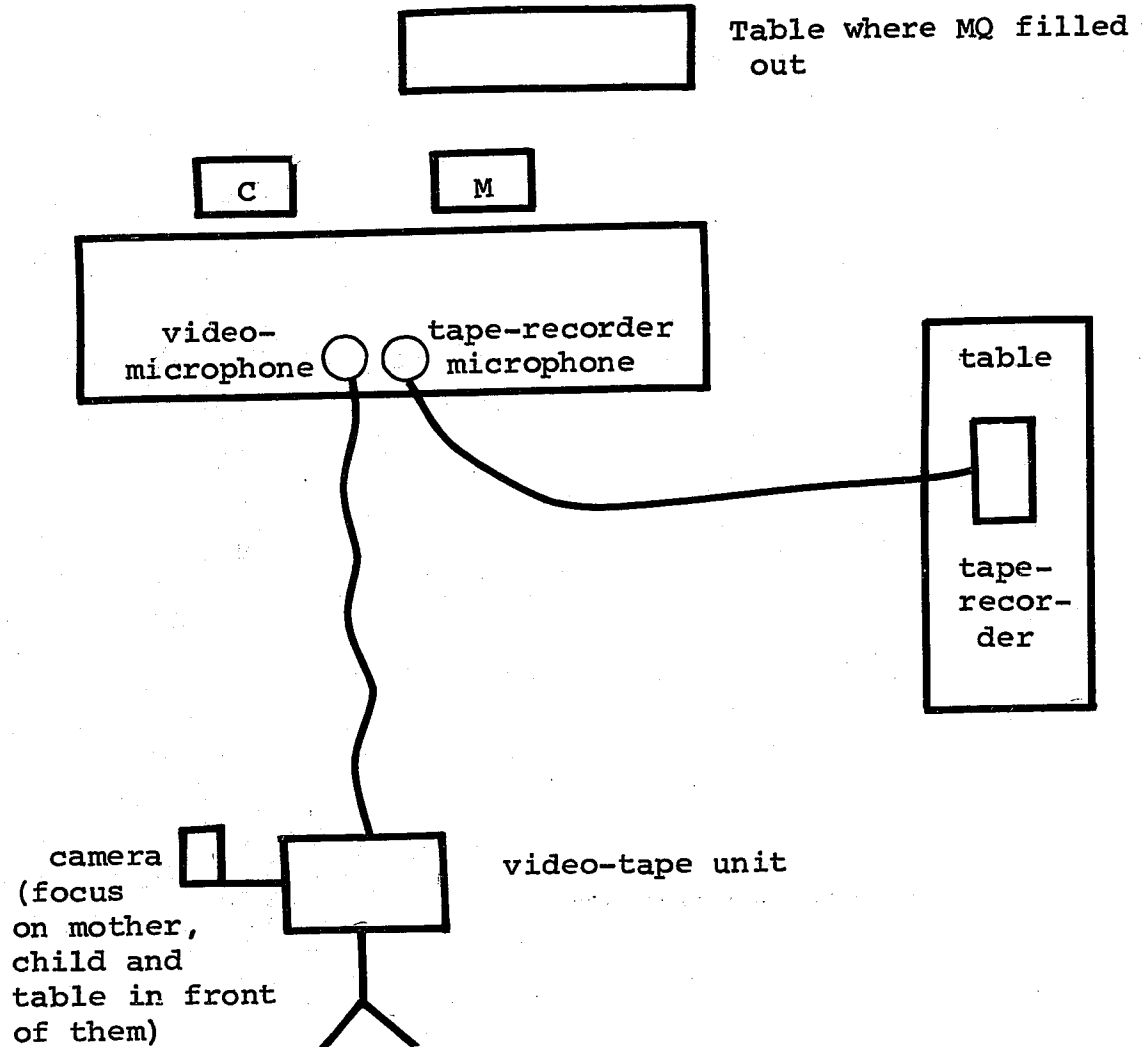 Table where MQ filled
out
C
M
video-
microphone
tape-recorder
microphone
table
tape-
recor-
der
camera
(focus
on mother,
child and
table in front
of them)
video-tape unit